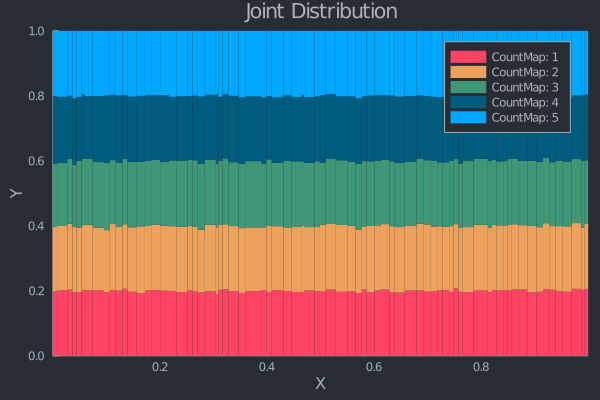 Joint Distribution
1.0
0.8
0.6
0.4
0.2
0.0
Y
CountMap: 1
CountMap: 2
CountMap: 3
CountMap: 4
CountMap: 5
0.2 0.4 0.6 0.8
X